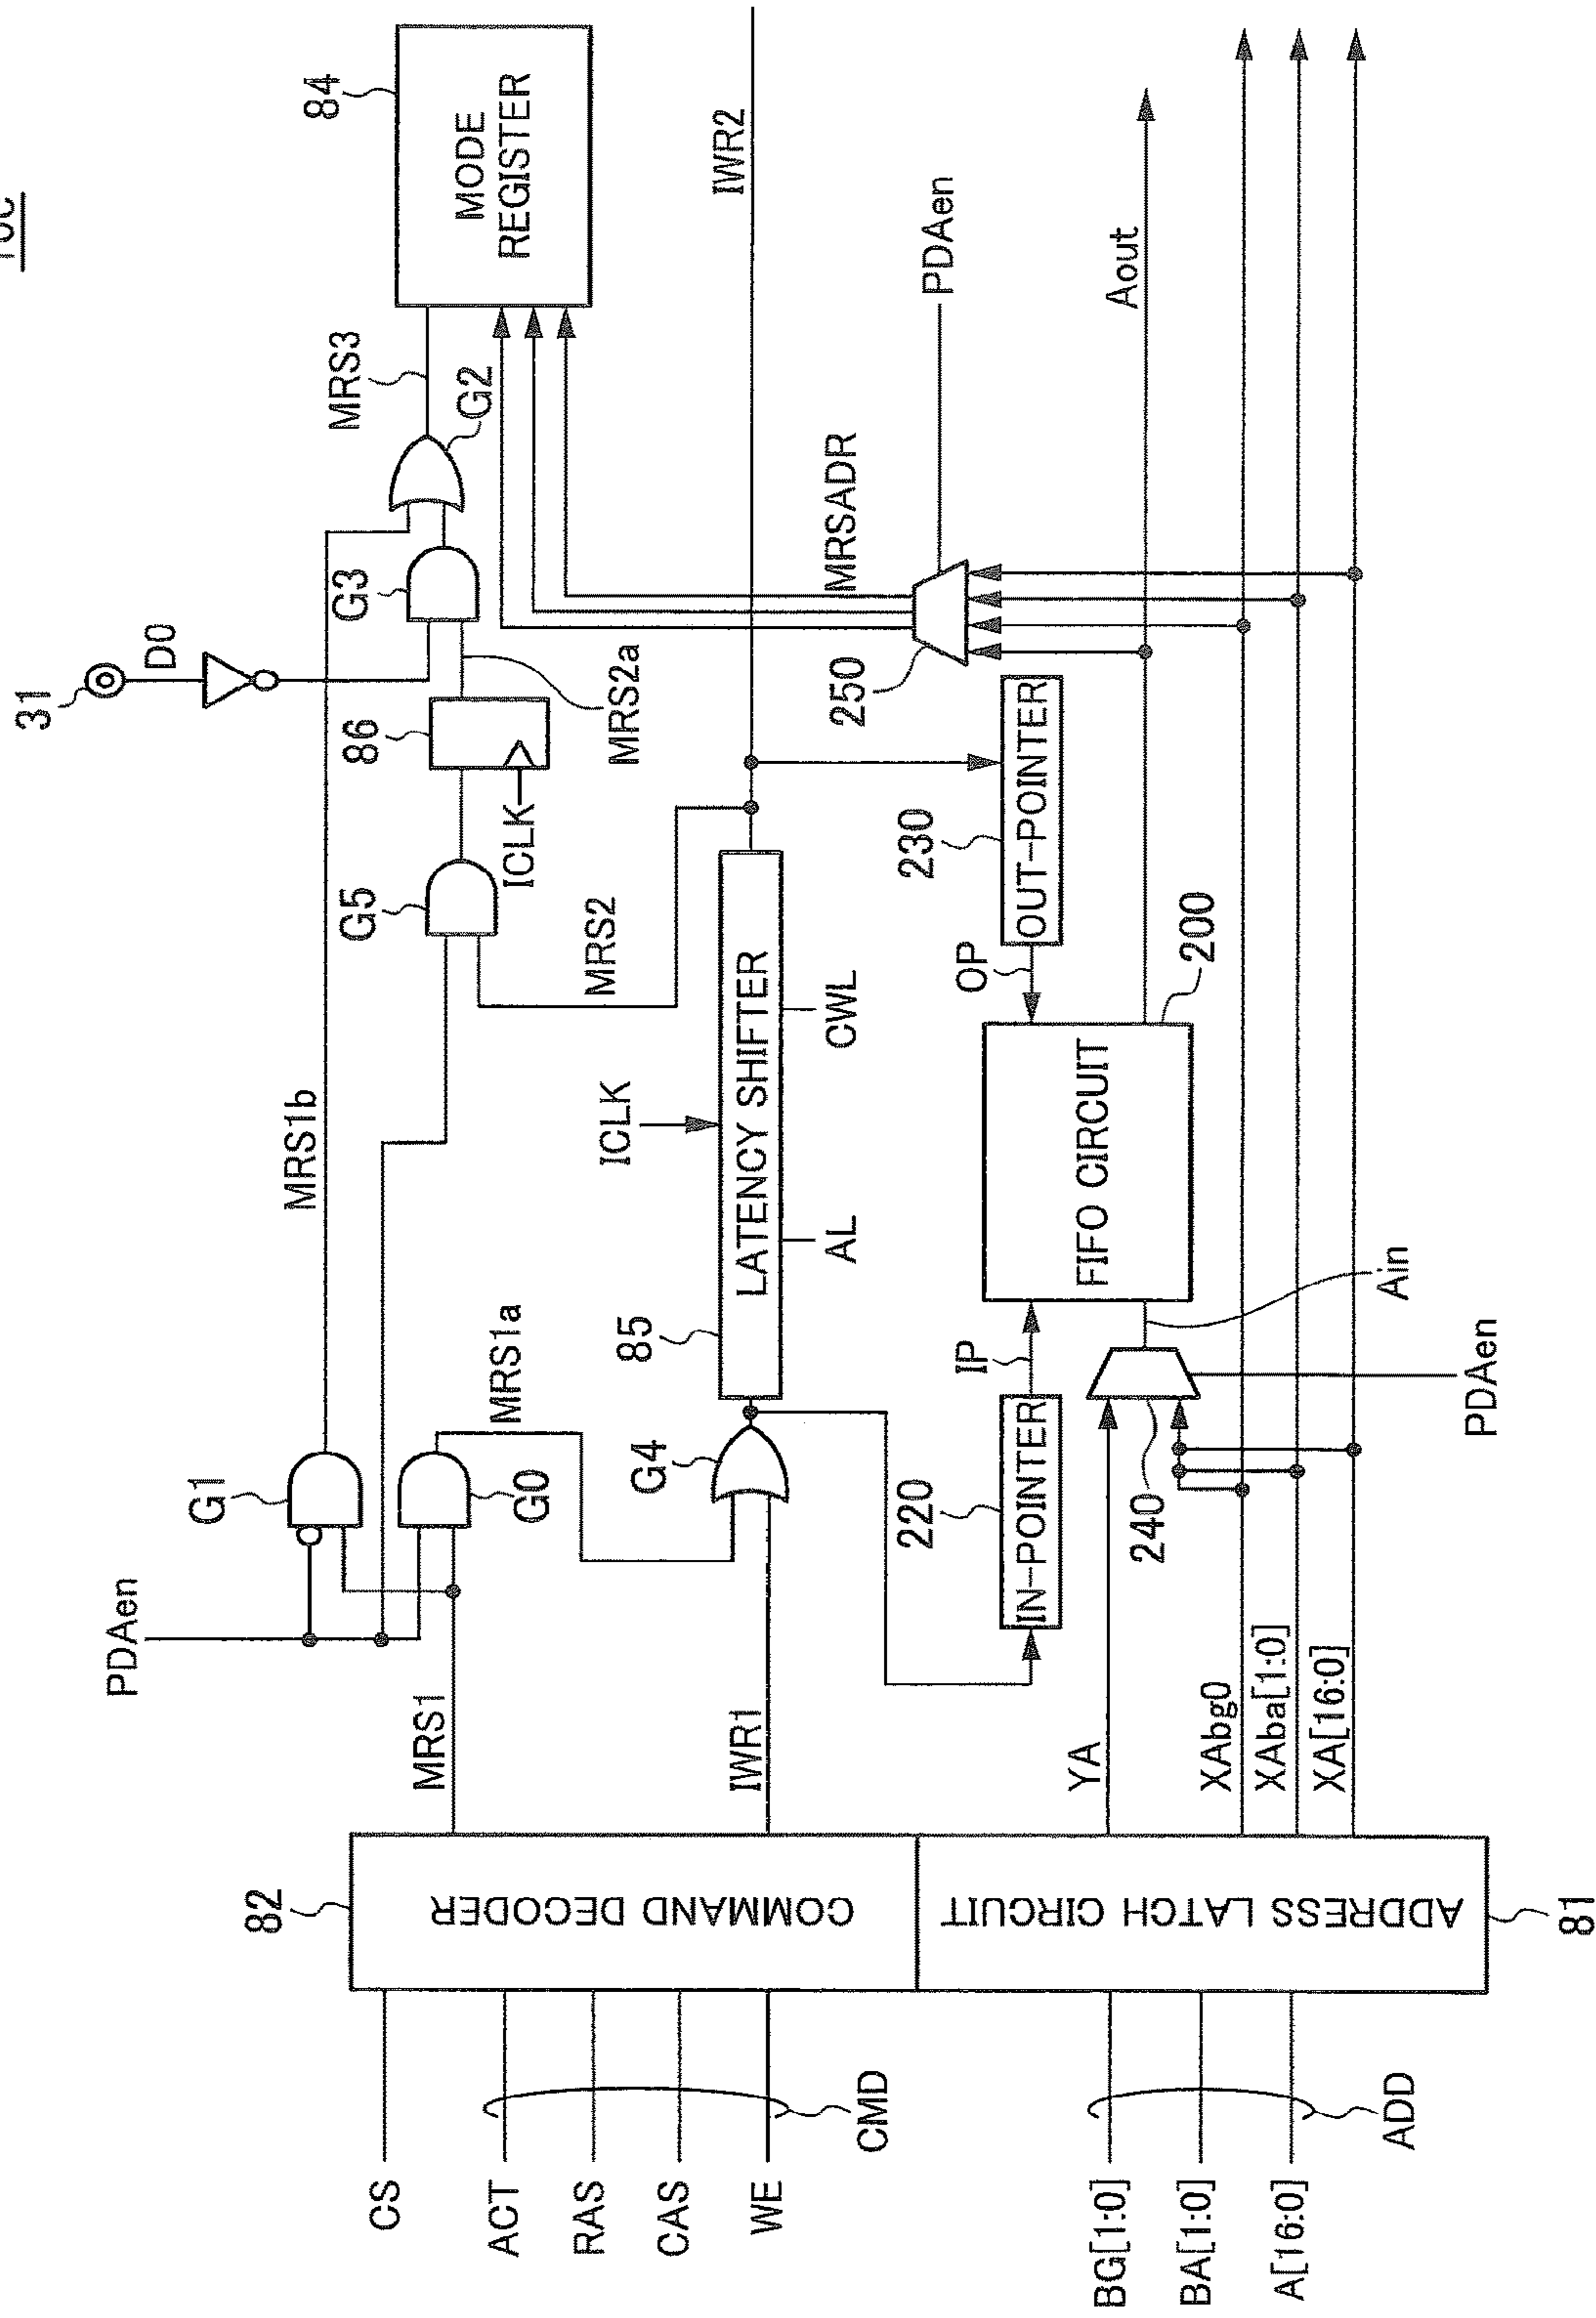 10c
31
D0
84
MODE
REGISTER
MRS3
G2
G3
86
MRS2a
ICLK
G5
MRS1b
G1
PDAen
G0
MRS1a
MRS1
MRS2
IWR2
ICLK
85
LATENCY SHIFTER
AL
CWL
G4
IWR1
82
COMMAND DECODER
CS
ACT
RAS
CAS
WE
CMD
PDAen
MRSADR
250
230
OUT-POINTER
OP
200
FIFO CIRCUIT
IP
220
IN-POINTER
Aout
Ain
240
PDAen
YA
XAbg0
XAba[1:0]
XA[16:0]
ADDRESS LATCH CIRCUIT
81
BG[1:0]
BA[1:0]
A[16:0]
ADD